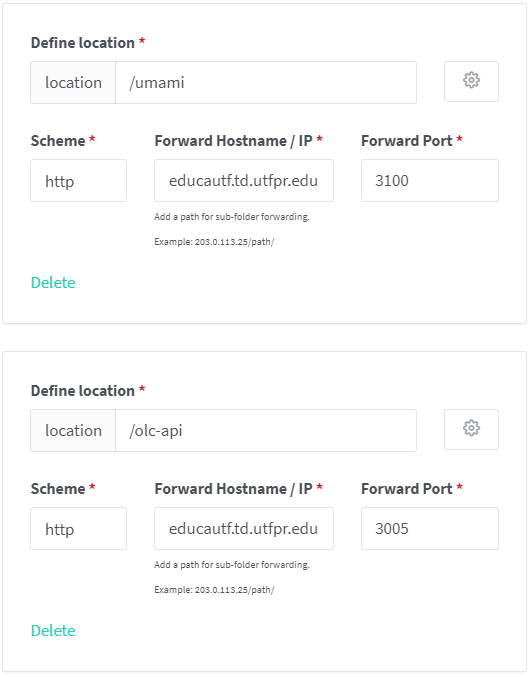 Define location *
location /umami
Scheme * Forward Hostname / IP * Forward Port *
http educautf.td.utfpr.edu 3100
Add a path for sub-folder forwarding.
Example: 203.0.113.25/path/
Delete
Define location *
location /olc-api
Scheme * Forward Hostname / IP * Forward Port *
http educautf.td.utfpr.edu 3005
Add a path for sub-folder forwarding.
Example: 203.0.113.25/path/
Delete